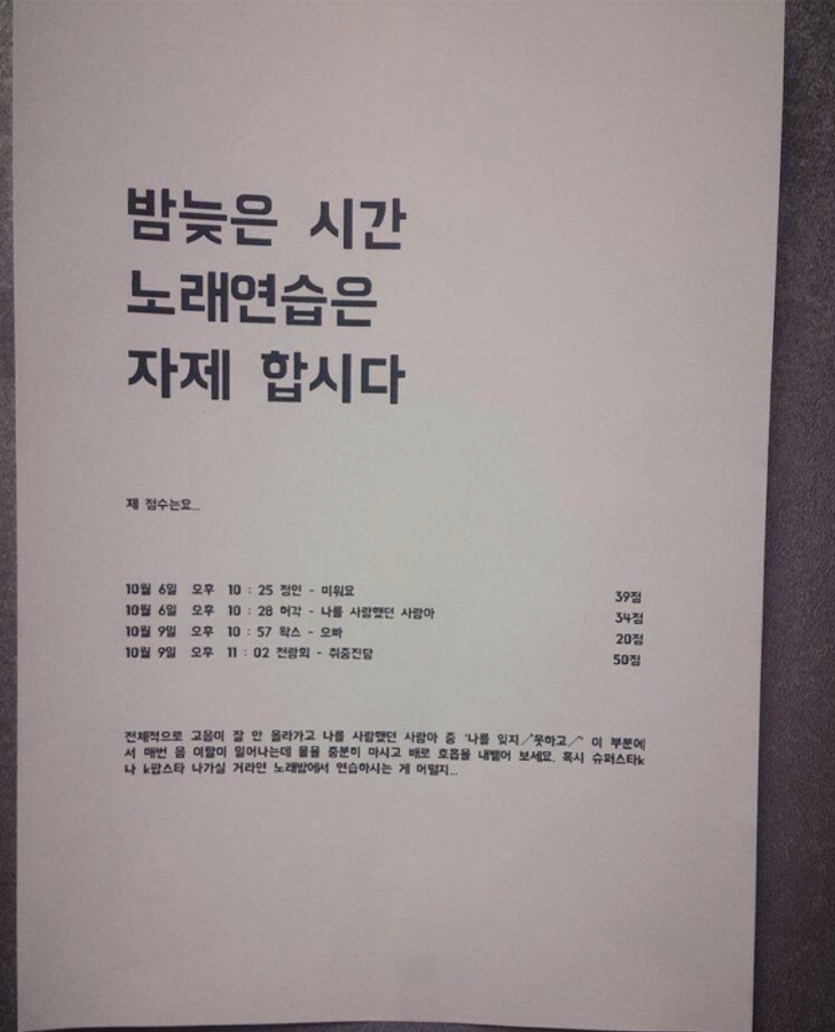 밤늦은 시간
노래연습은
자제 합시다
제 점수는요...
10월 6일 오후 10 : 25 정인 - 미워요 39점
10월 6일 오후 10 : 28 허각 - 나를 사랑했던 사람아 34점
10월 9일 오후 10 : 57 왁스 - 오빠 20점
10월 9일 오후 11 : 02 전람회 - 취중진담 50점
전체적으로 고음이 잘 안 올라가고 나를 사랑했던 사람아 중 '나를 잊지↗못하고↗' 이 부분에
서 매번 음 이탈이 일어나는데 물을 충분히 마시고 배로 호흡을 내뱉어 보세요. 혹시 슈퍼스타k
나 k팝스타 나가실 거라면 노래방에서 연습하시는 게 어떨지...